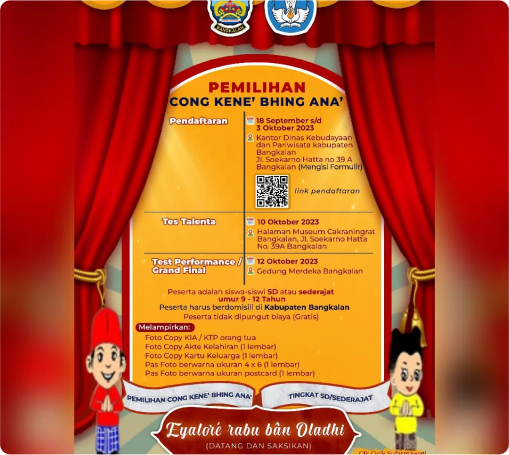 BANGKALAN
PEMILIHAN
CONG KENE' BHING ANA'
Pendaftaran
18 September s/d
3 Oktober 2023
Kantor Dinas Kebudayaan
dan Pariwisata kabupaten
Bangkalan
Jl. Soekarno Hatta no 39 A
Bangkalan (Mengisi Formulir)
link pendaftaran
Tes Talenta
10 Oktober 2023
Halaman Museum Cakraningrat
Bangkalan, Jl. Soekarno Hatta
No. 39A Bangkalan
Test Performance /
Grand Final
12 Oktober 2023
Gedung Merdeka Bangkalan
Peserta adalah siswa-siswi SD atau sederajat
umur 9 - 12 Tahun
Peserta harus berdomisili di Kabupaten Bangkalan
Peserta tidak dipungut biaya (Gratis)
Melampirkan:
Foto Copy KIA / KTP orang tua
Foto Copy Akte Kelahiran (1 lembar)
Foto Copy Kartu Keluarga (1 lembar)
Pas Foto berwarna ukuran 4 x 6 (1 lembar)
Pas Foto berwarna ukuran postcard (1 lembar)
PEMILIHAN CONG KENE' BHING ANA'
TINGKAT SD/SEDERAJAT
Eyatoré rabu bân Oladhi
(DATANG DAN SAKSIKAN)